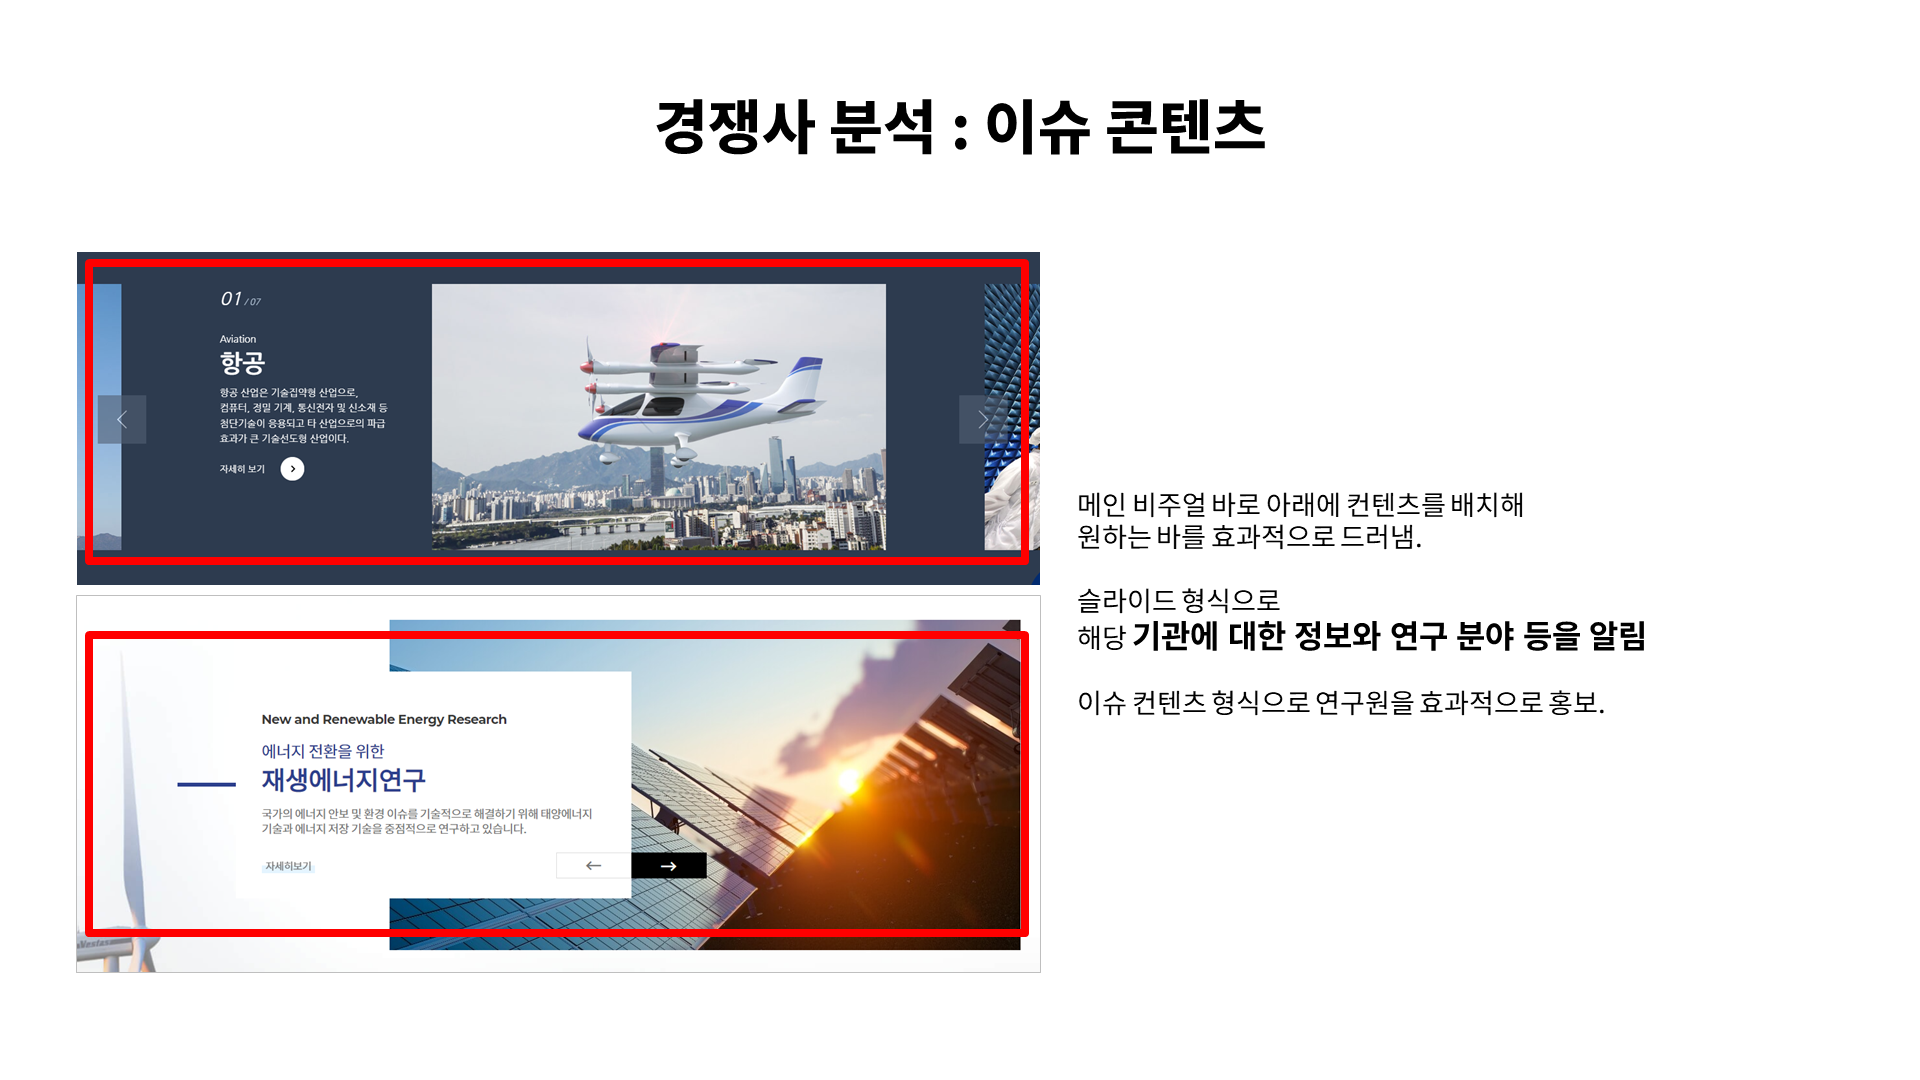 경쟁사 분석 : 이슈 콘텐츠
01 / 07
Aviation
항공
항공 산업은 기술집약형 산업으로,
컴퓨터, 정밀 기계, 통신전자 및 신소재 등
첨단기술이 응용되고 타 산업으로의 파급
효과가 큰 기술선도형 산업이다.
자세히 보기
New and Renewable Energy Research
에너지 전환을 위한
재생에너지연구
국가의 에너지 안보 및 환경 이슈를 기술적으로 해결하기 위해 태양에너지
기술과 에너지 저장 기술을 중점적으로 연구하고 있습니다.
자세히보기
메인 비주얼 바로 아래에 컨텐츠를 배치해
원하는 바를 효과적으로 드러냄.
슬라이드 형식으로
해당 기관에 대한 정보와 연구 분야 등을 알림
이슈 컨텐츠 형식으로 연구원을 효과적으로 홍보.